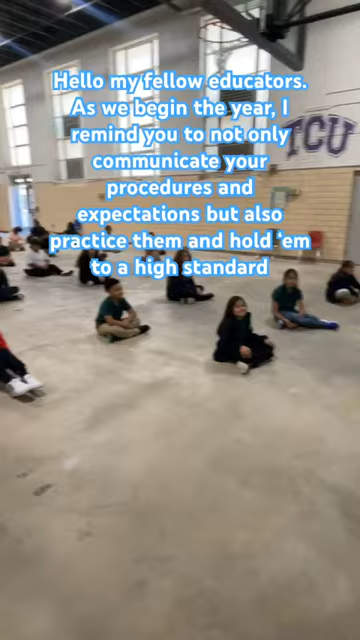 Hello my fellow educators.
As we begin the year, I
remind you to not only
communicate your
procedures and
expectations but also
practice them and hold 'em
to a high standard
TCU